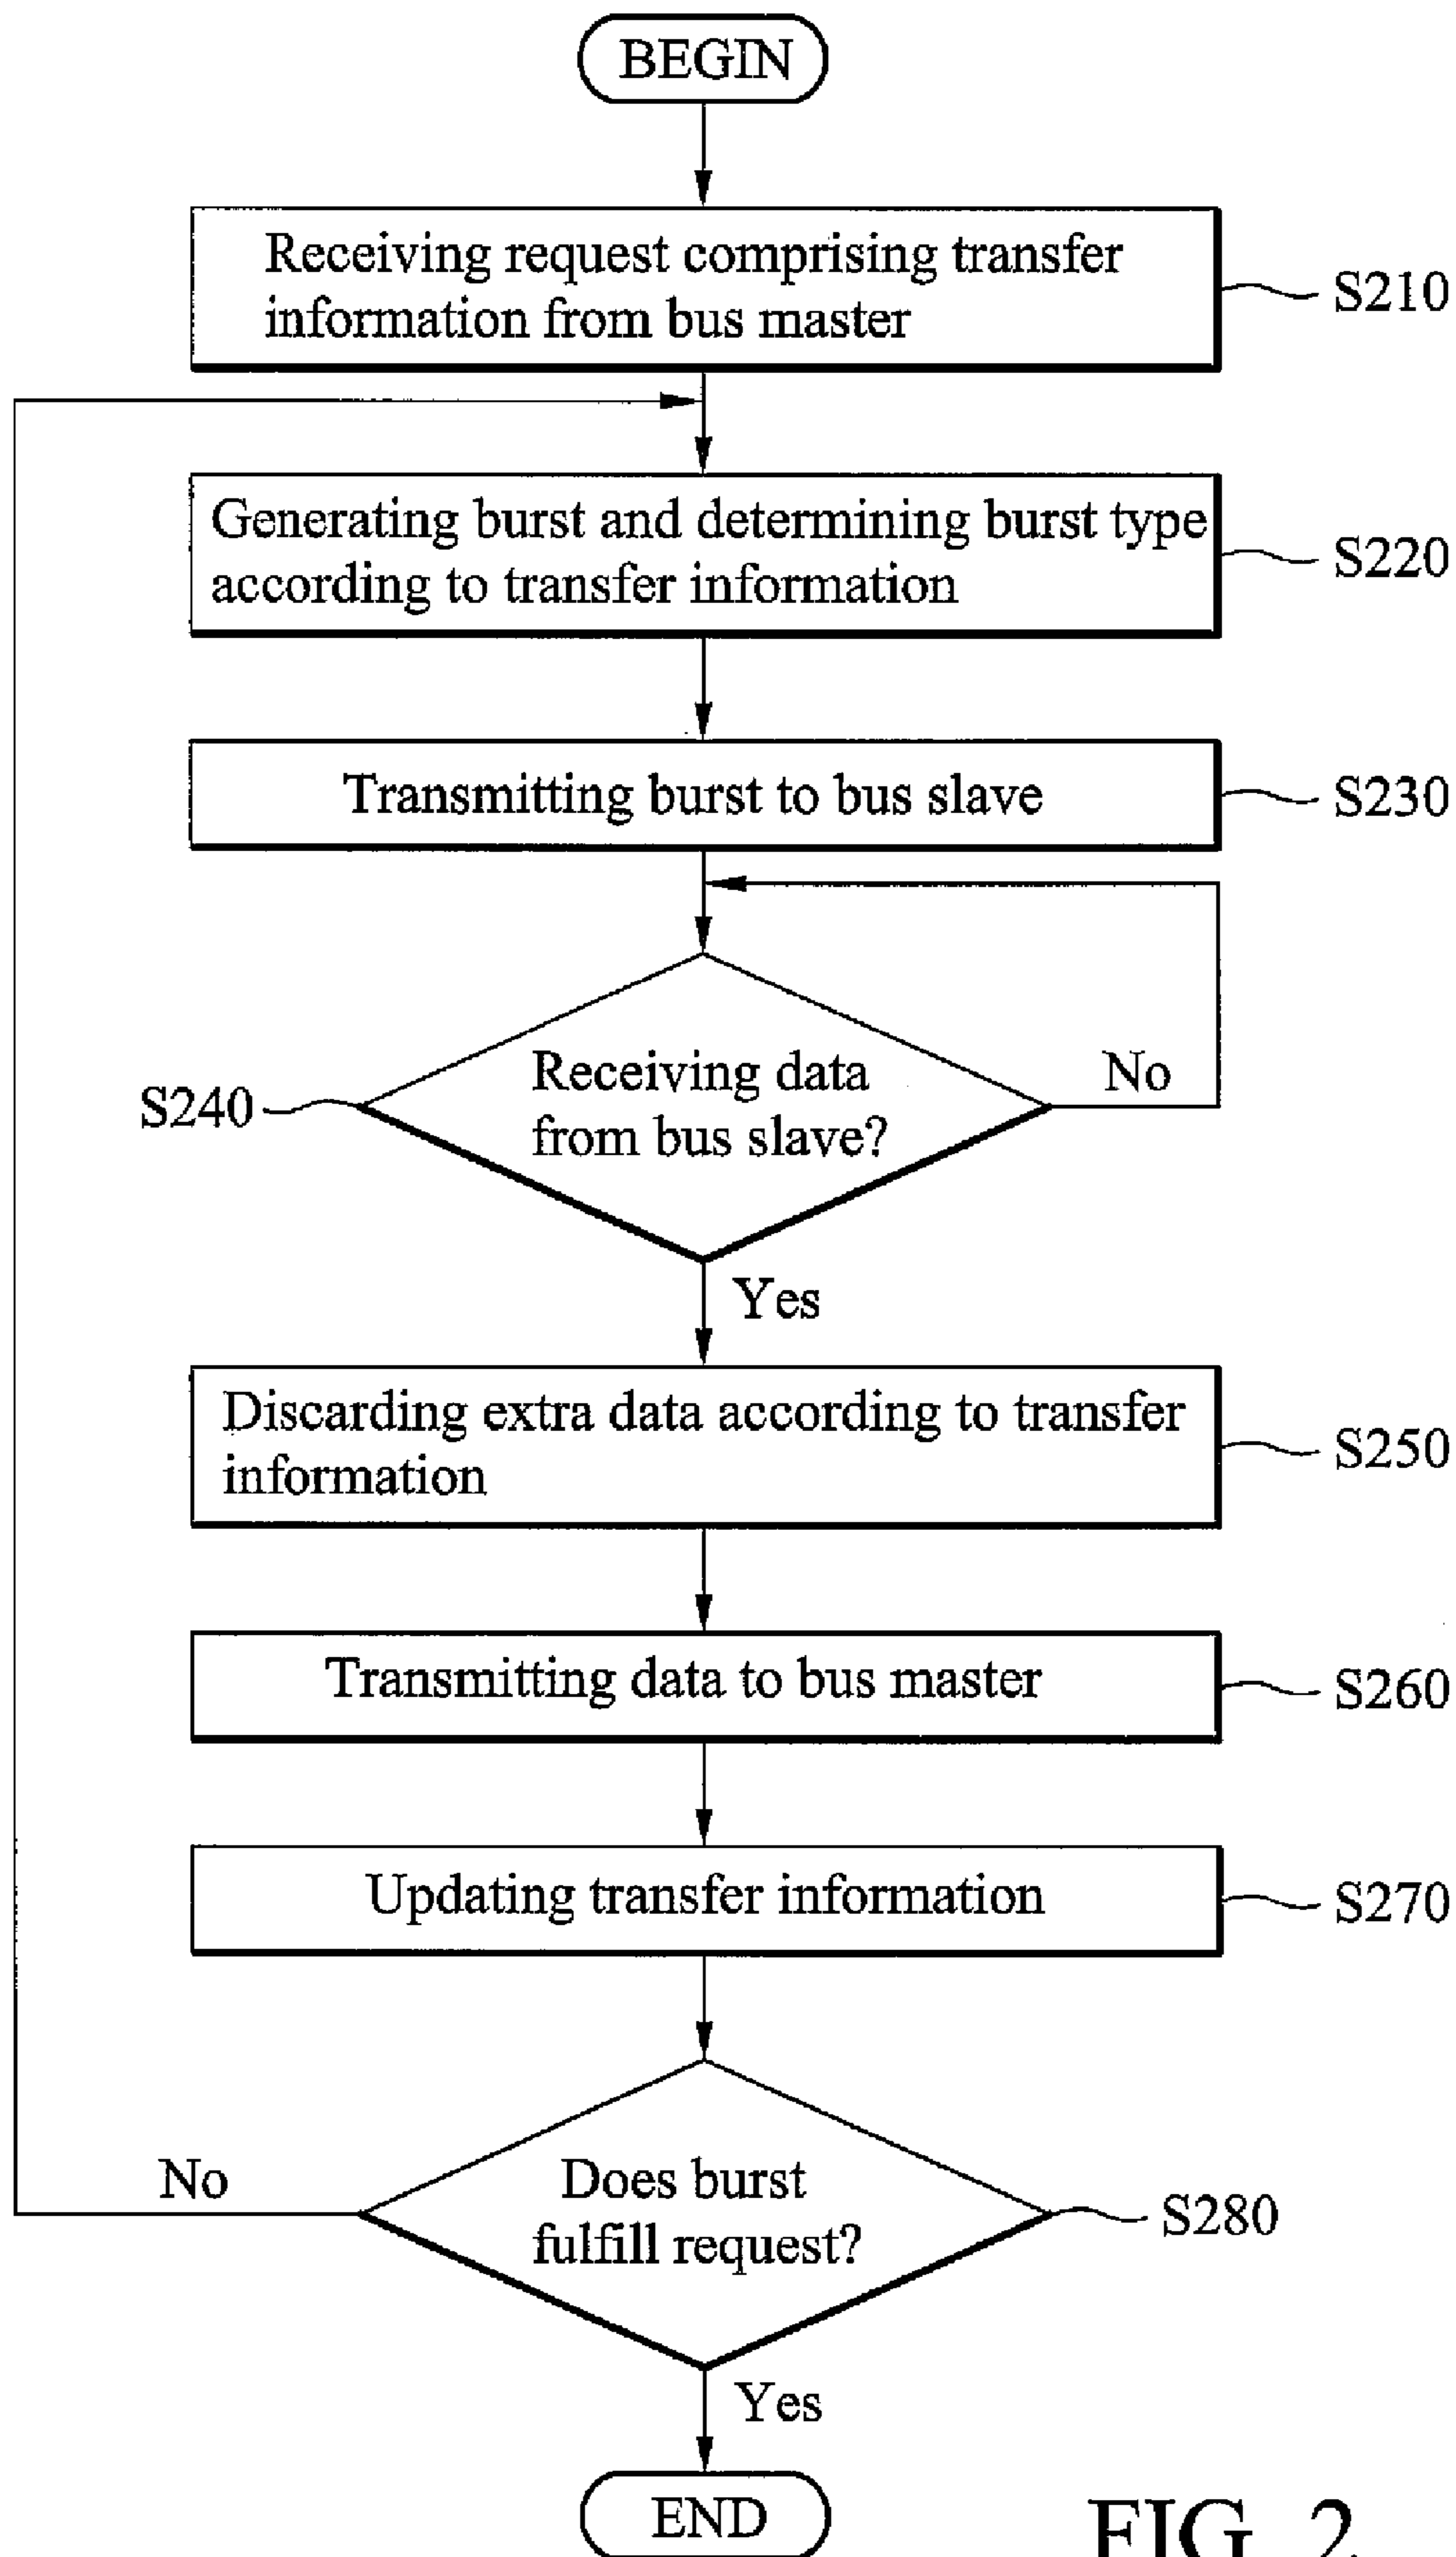 BEGIN
Receiving request comprising transfer
information from bus master
S210
Generating burst and determining burst type
according to transfer information
S220
Transmitting burst to bus slave
S230
Receiving data
from bus slave?
S240
No
Yes
Discarding extra data according to transfer
information
S250
Transmitting data to bus master
S260
Updating transfer information
S270
Does burst
fulfill request?
No
S280
Yes
END
FIG. 2